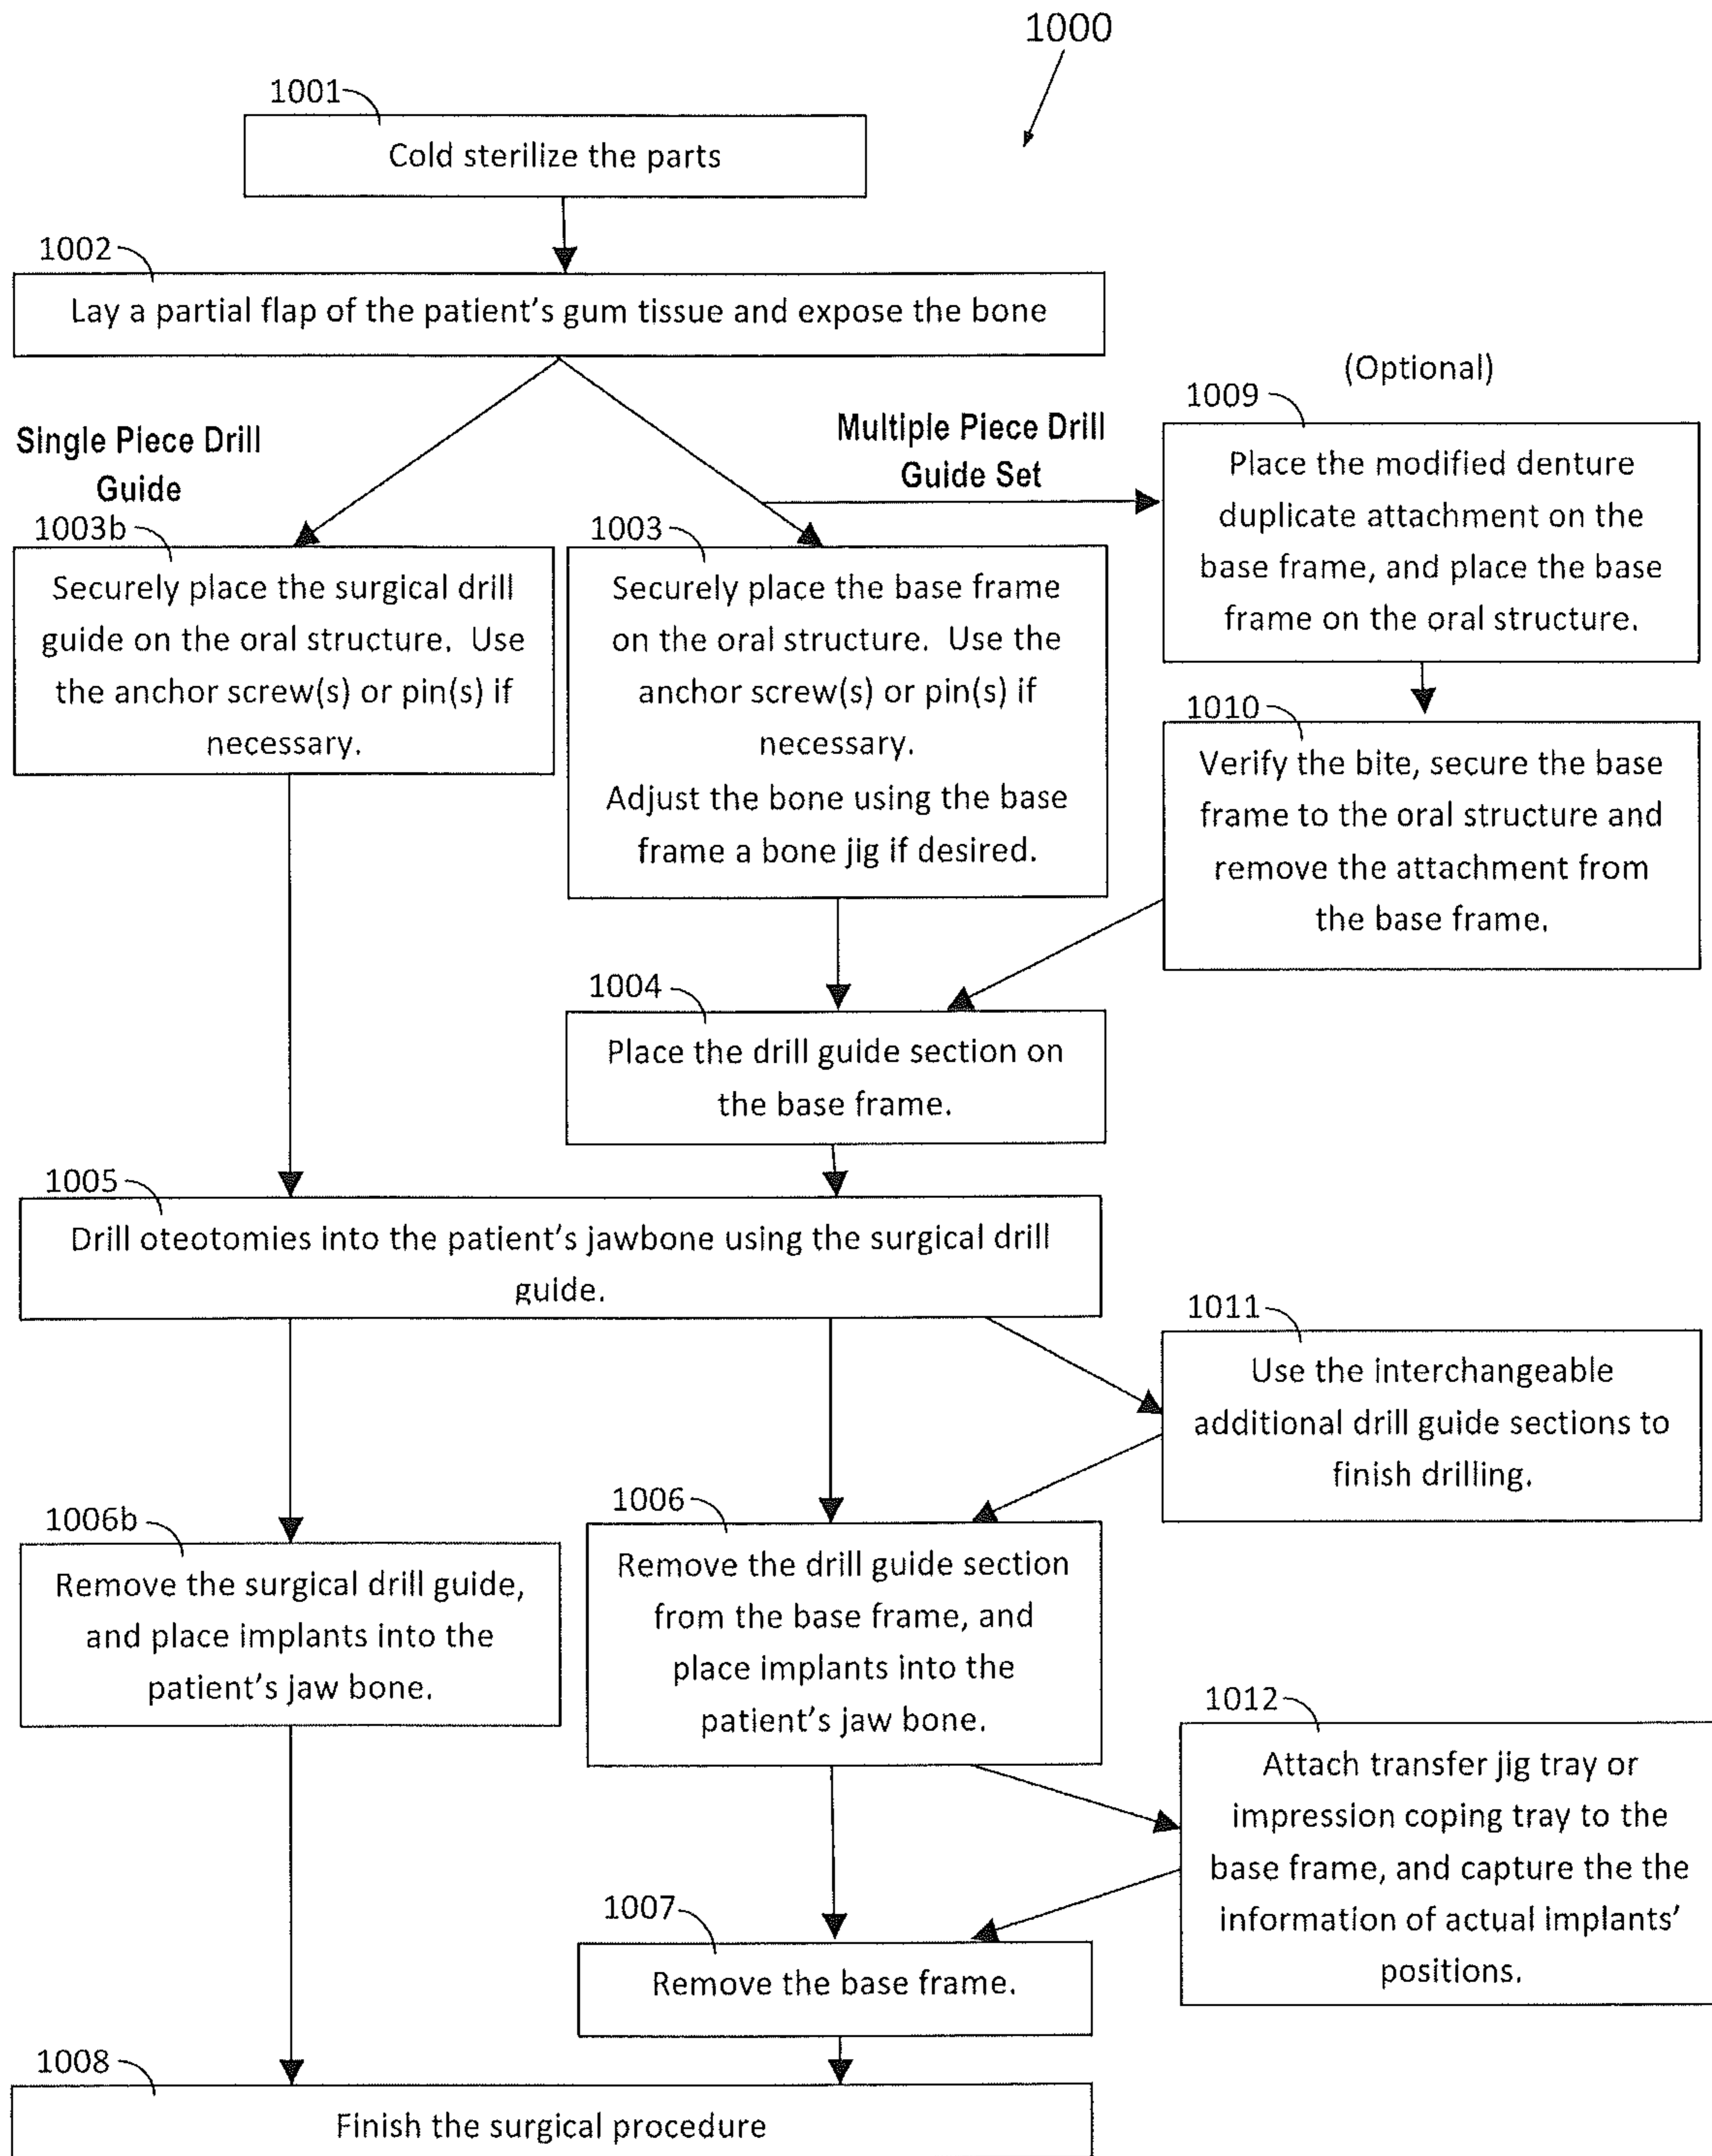 1000
1001
Cold sterilize the parts
1002
Lay a partial flap of the patient's gum tissue and expose the bone
Single Piece Drill
Guide
Multiple Piece Drill
Guide Set
(Optional)
1009
Place the modified denture
duplicate attachment on the
base frame, and place the base
frame on the oral structure.
1003b
Securely place the surgical drill
guide on the oral structure. Use
the anchor screw(s) or pin(s) if
necessary.
1003
Securely place the base frame
on the oral structure. Use the
anchor screw(s) or pin(s) if
necessary.
Adjust the bone using the base
frame a bone jig if desired.
1010
Verify the bite, secure the base
frame to the oral structure and
remove the attachment from
the base frame.
1004
Place the drill guide section on
the base frame.
1005
Drill oteotomies into the patient's jawbone using the surgical drill
guide.
1011
Use the interchangeable
additional drill guide sections to
finish drilling.
1006b
Remove the surgical drill guide,
and place implants into the
patient's jaw bone.
1006
Remove the drill guide section
from the base frame, and
place implants into the
patient's jaw bone.
1012
Attach transfer jig tray or
impression coping tray to the
base frame, and capture the the
information of actual implants'
positions.
1007
Remove the base frame.
1008
Finish the surgical procedure